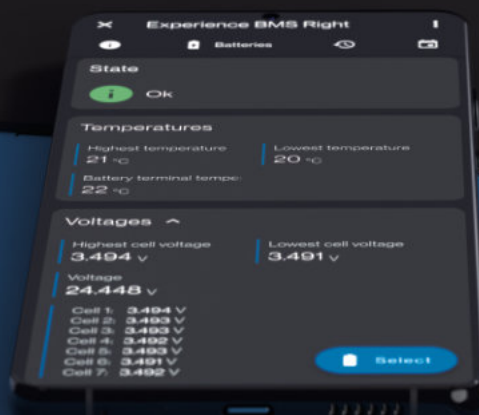 Experience BMS Right
Batteries
State
i Ok
Temperatures
Highest temperature Lowest temperature
21 °C 20 °C
Battery terminal tempe:
22 °C
Voltages
Highest cell voltage Lowest cell voltage
3.494 V 3.491 V
Voltage
24.448 V
Cell 1: 3.494 V
Cell 2: 3.493 V
Cell 3: 3.493 V
Cell 4: 3.492 V
Cell 5: 3.493 V
Cell 6: 3.491 V
Cell 7: 3.492 V
Select